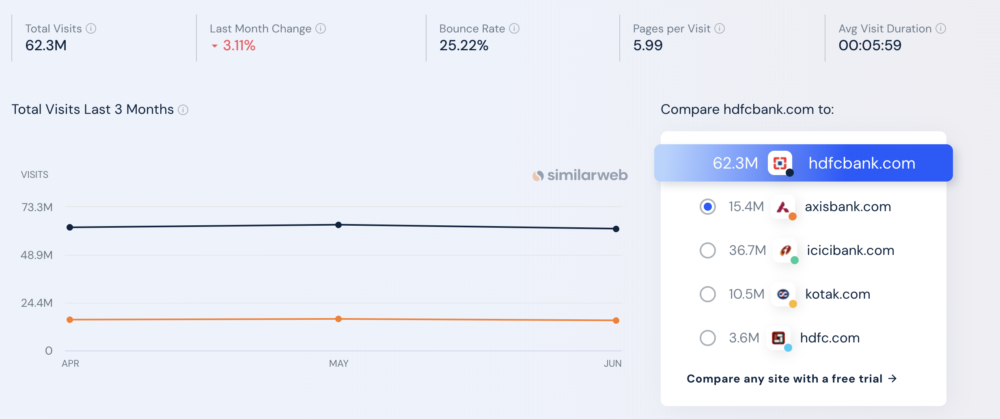 Total Visits
62.3M
Last Month Change
3.11%
Bounce Rate
25.22%
Pages per Visit
5.99
Avg Visit Duration
00:05:59
Total Visits Last 3 Months
VISITS
similarweb
73.3M
48.9M
24.4M
0
APR MAY JUN
Compare hdfcbank.com to:
62.3M hdfcbank.com
15.4M axisbank.com
36.7M icicibank.com
10.5M kotak.com
3.6M hdfc.com
Compare any site with a free trial →